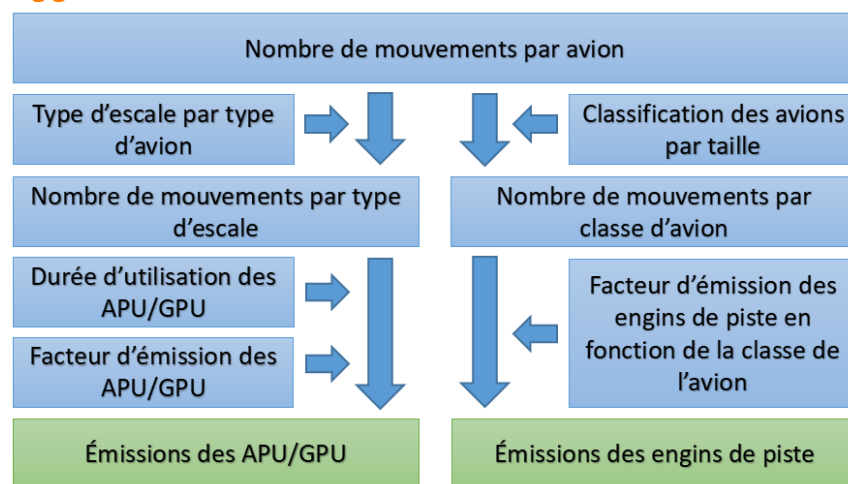 Nombre de mouvements par avion
Type d'escale par type
d'avion
Classification des avions
par taille
Nombre de mouvements par type
d'escale
Nombre de mouvements par
classe d'avion
Durée d'utilisation des
APU/GPU
Facteur d'émission des
APU/GPU
Facteur d'émission des
engins de piste en
fonction de la classe de
l'avion
Émissions des APU/GPU
Émissions des engins de piste